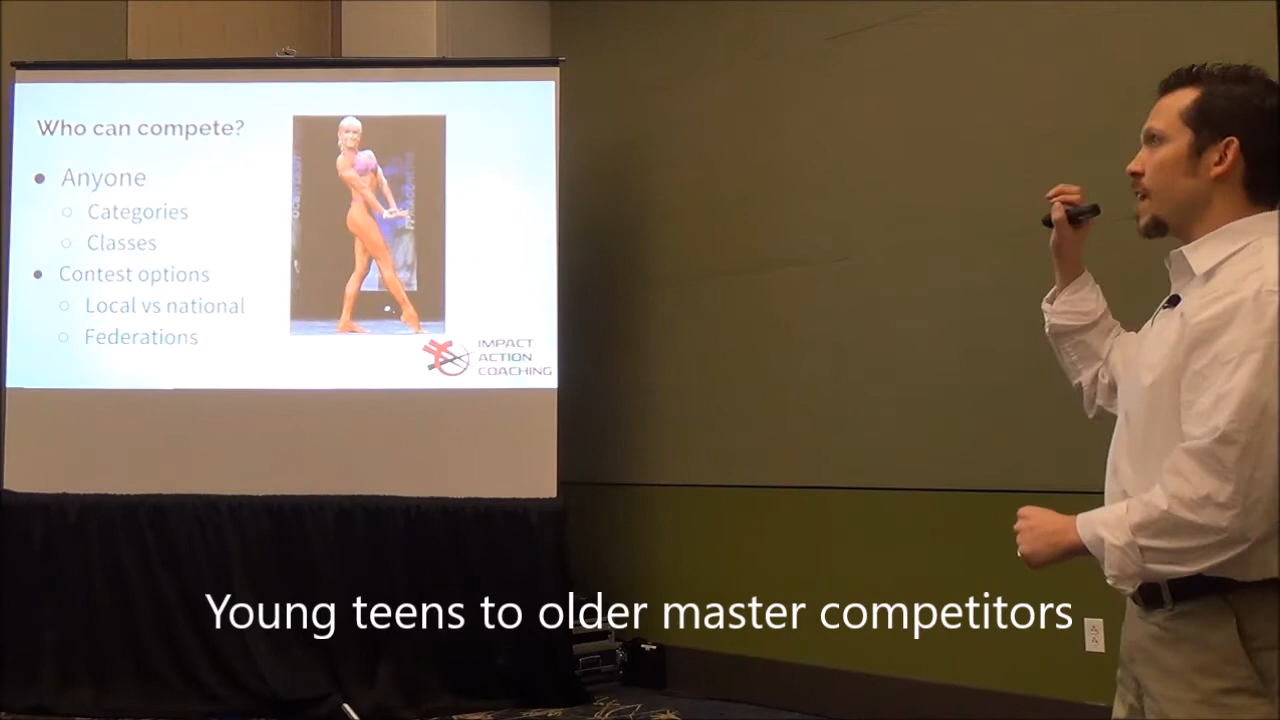 Who can compete?
● Anyone
○ Categories
○ Classes
● Contest options
○ Local vs national
○ Federations
IMPACT
ACTION
COACHING
Young teens to older master competitors